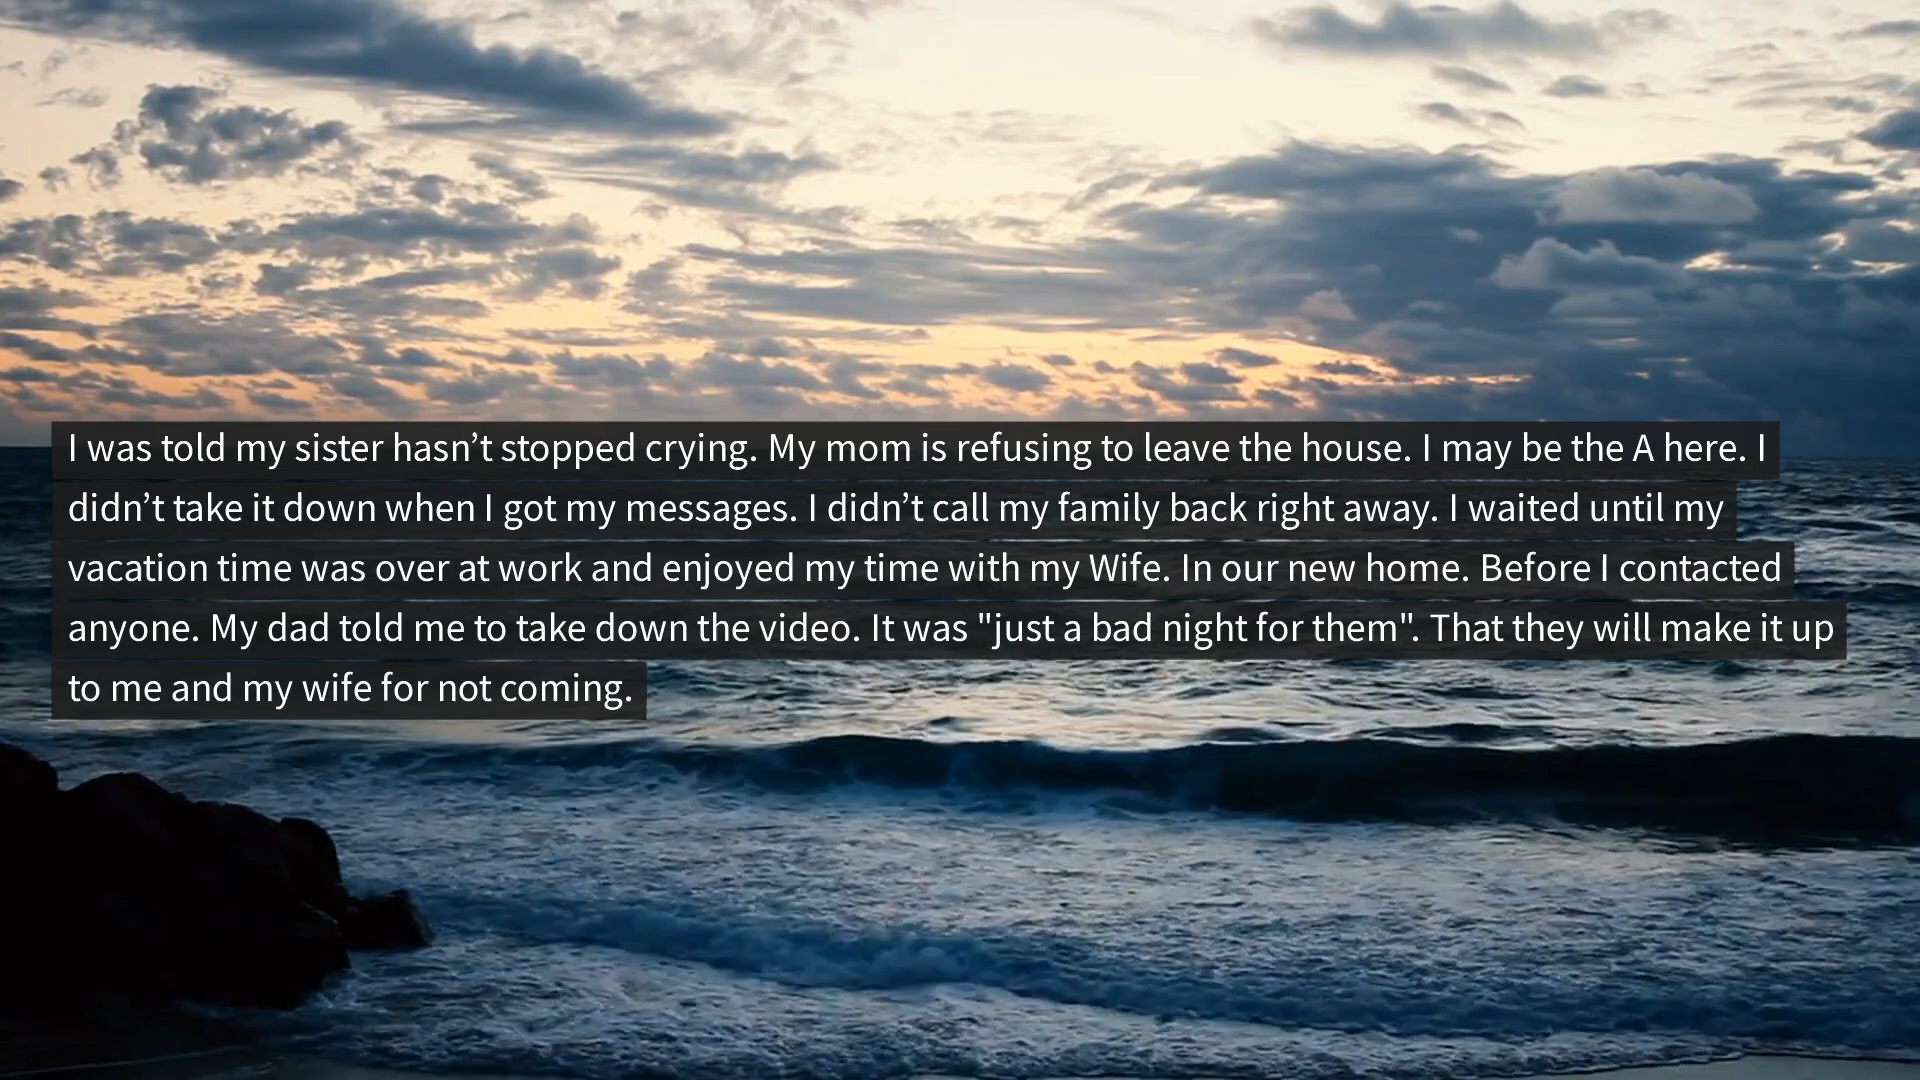 I was told my sister hasn’t stopped crying. My mom is refusing to leave the house. I may be the A here. I
didn’t take it down when I got my messages. I didn’t call my family back right away. I waited until my
vacation time was over at work and enjoyed my time with my Wife. In our new home. Before I contacted
anyone. My dad told me to take down the video. It was "just a bad night for them". That they will make it up
to me and my wife for not coming.